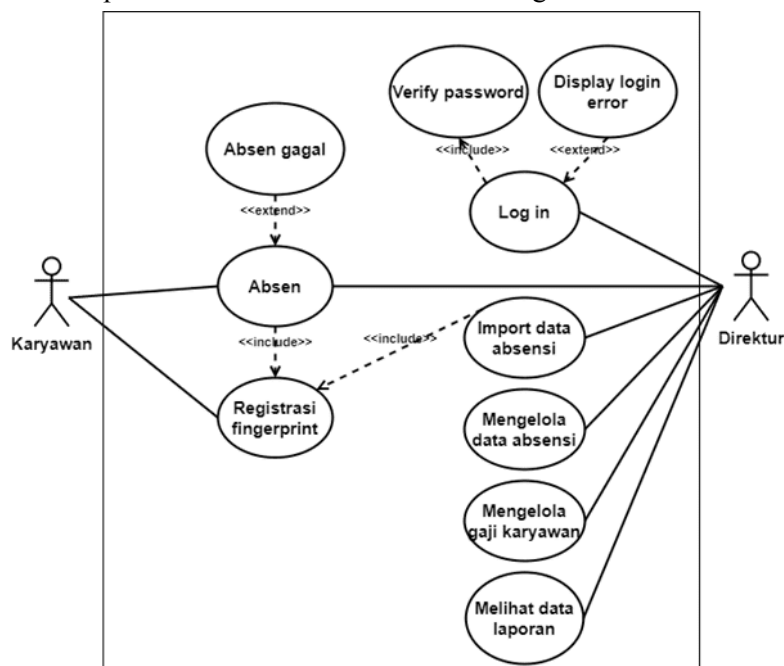 Verify password
Display login
error
<<include>>
<<extend>>
Absen gagal
<<extend>>
Log in
Absen
Karyawan
Direktur
<<include>>
<<include>>
Import data
absensi
Registrasi
fingerprint
Mengelola
data absensi
Mengelola
gaji karyawan
Melihat data
laporan